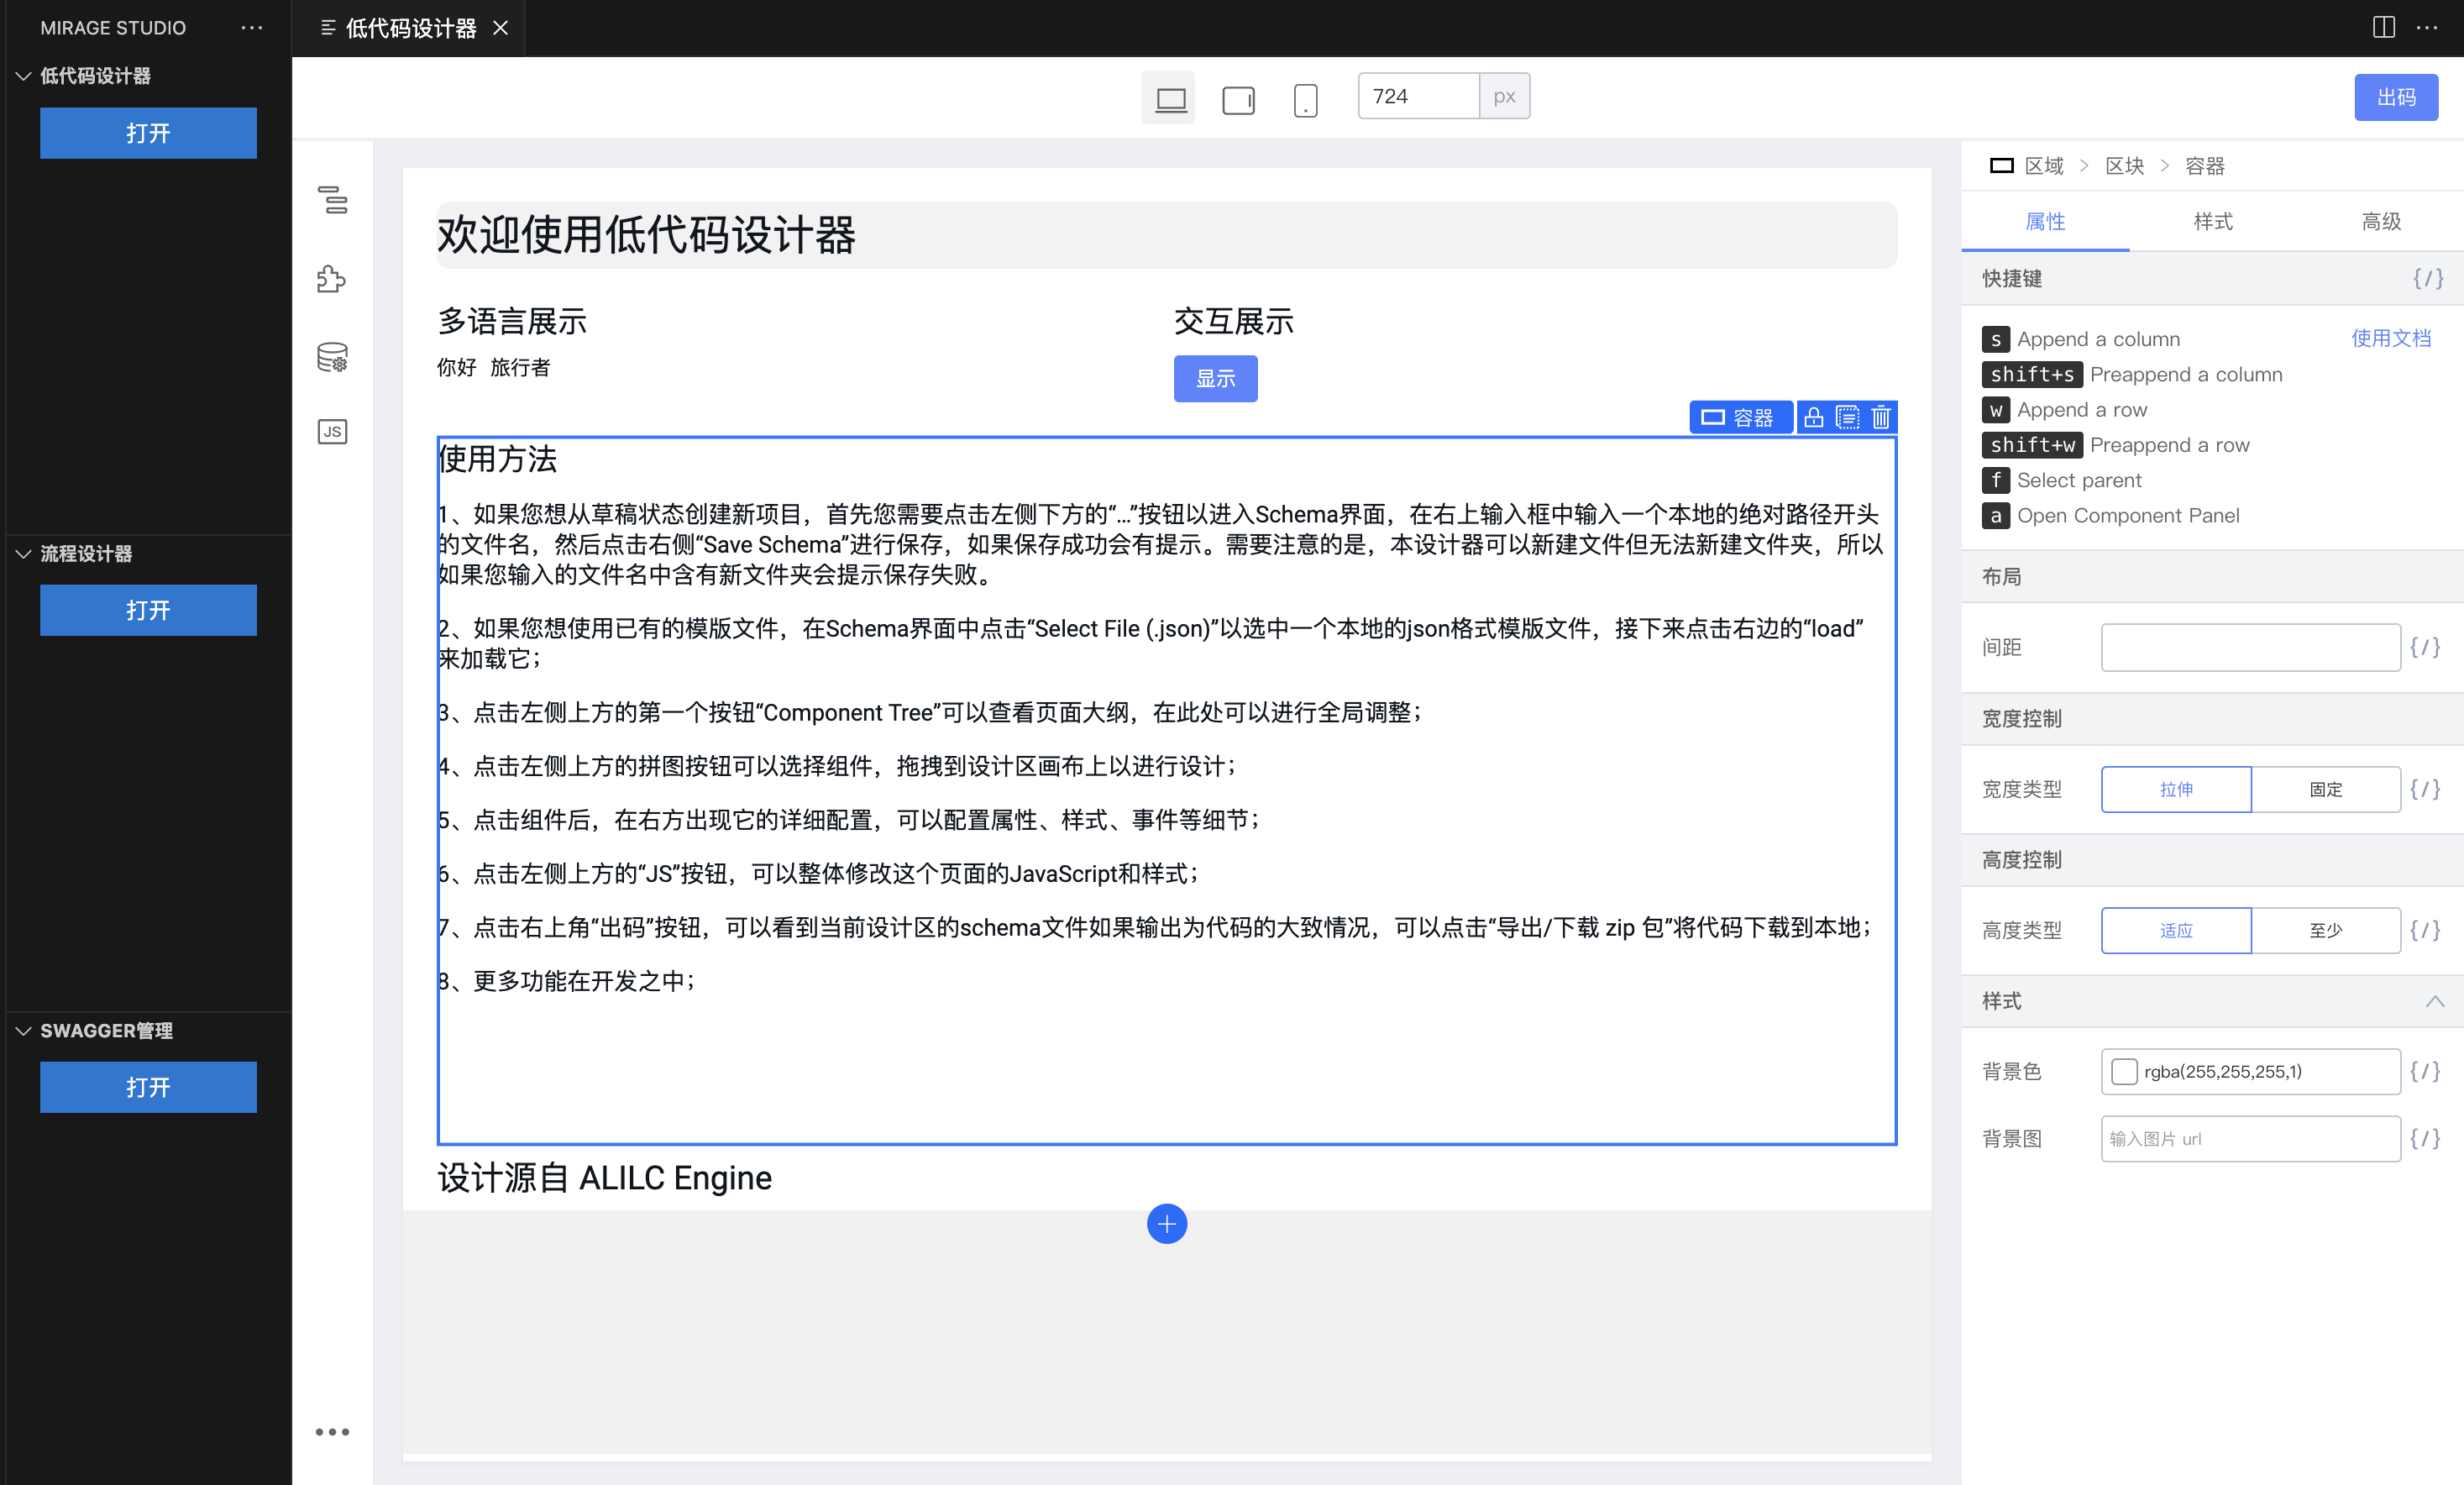 MIRAGE STUDIO
低代码设计器
打开
流程设计器
打开
SWAGGER管理
打开
低代码设计器
724 px
出码
JS
欢迎使用低代码设计器
多语言展示
你好 旅行者
交互展示
显示
容器
使用方法
1、如果您想从草稿状态创建新项目，首先您需要点击左侧下方的“...”按钮以进入Schema界面，在右上输入框中输入一个本地的绝对路径开头
的文件名，然后点击右侧“Save Schema”进行保存，如果保存成功会有提示。需要注意的是，本设计器可以新建文件但无法新建文件夹，所以
如果您输入的文件名中含有新文件夹会提示保存失败。
2、如果您想使用已有的模版文件，在Schema界面中点击“Select File (.json)”以选中一个本地的json格式模版文件，接下来点击右边的“load”
来加载它；
3、点击左侧上方的第一个按钮“Component Tree”可以查看页面大纲，在此处可以进行全局调整；
4、点击左侧上方的拼图按钮可以选择组件，拖拽到设计区画布上以进行设计；
5、点击组件后，在右方出现它的详细配置，可以配置属性、样式、事件等细节；
6、点击左侧上方的“JS”按钮，可以整体修改这个页面的JavaScript和样式；
7、点击右上角“出码”按钮，可以看到当前设计区的schema文件如果输出为代码的大致情况，可以点击“导出/下载 zip 包”将代码下载到本地；
8、更多功能在开发之中；
设计源自 ALILC Engine
区域 > 区块 > 容器
属性 样式 高级
快捷键 {/}
s Append a column 使用文档
shift+s Preappend a column
w Append a row
shift+w Preappend a row
f Select parent
a Open Component Panel
布局
间距 {/}
宽度控制
宽度类型 拉伸 固定 {/}
高度控制
高度类型 适应 至少 {/}
样式
背景色 rgba(255,255,255,1) {/}
背景图 输入图片 url {/}